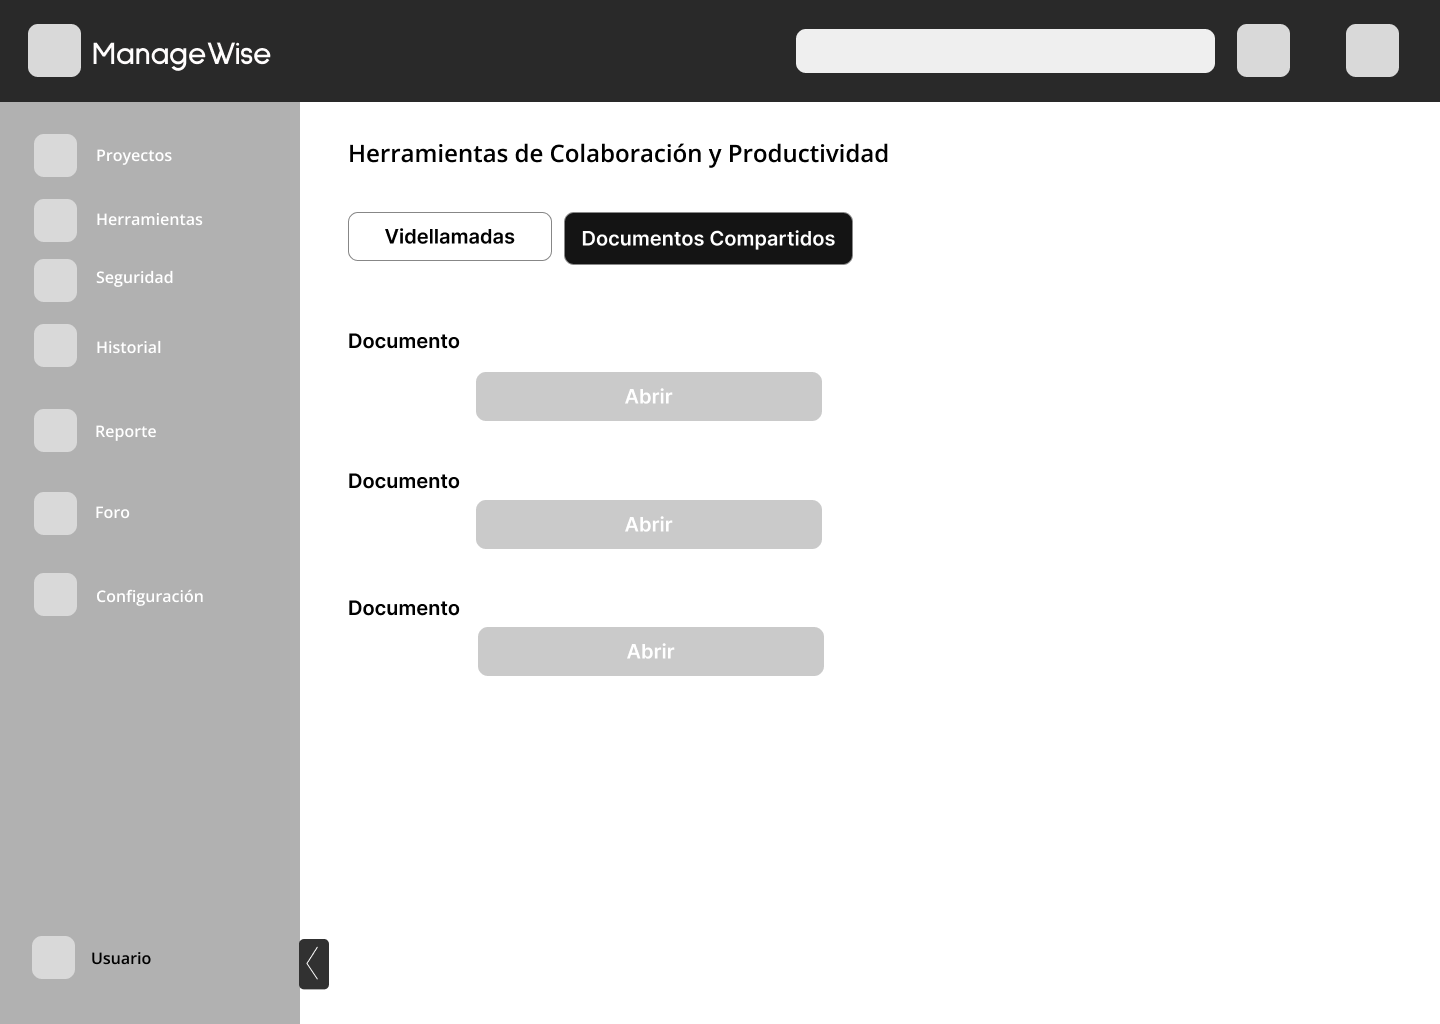 ManageWise
Proyectos
Herramientas
Seguridad
Historial
Reporte
Foro
Configuración
Usuario
Herramientas de Colaboración y Productividad
Videllamadas
Documentos Compartidos
Documento
Abrir
Documento
Abrir
Documento
Abrir